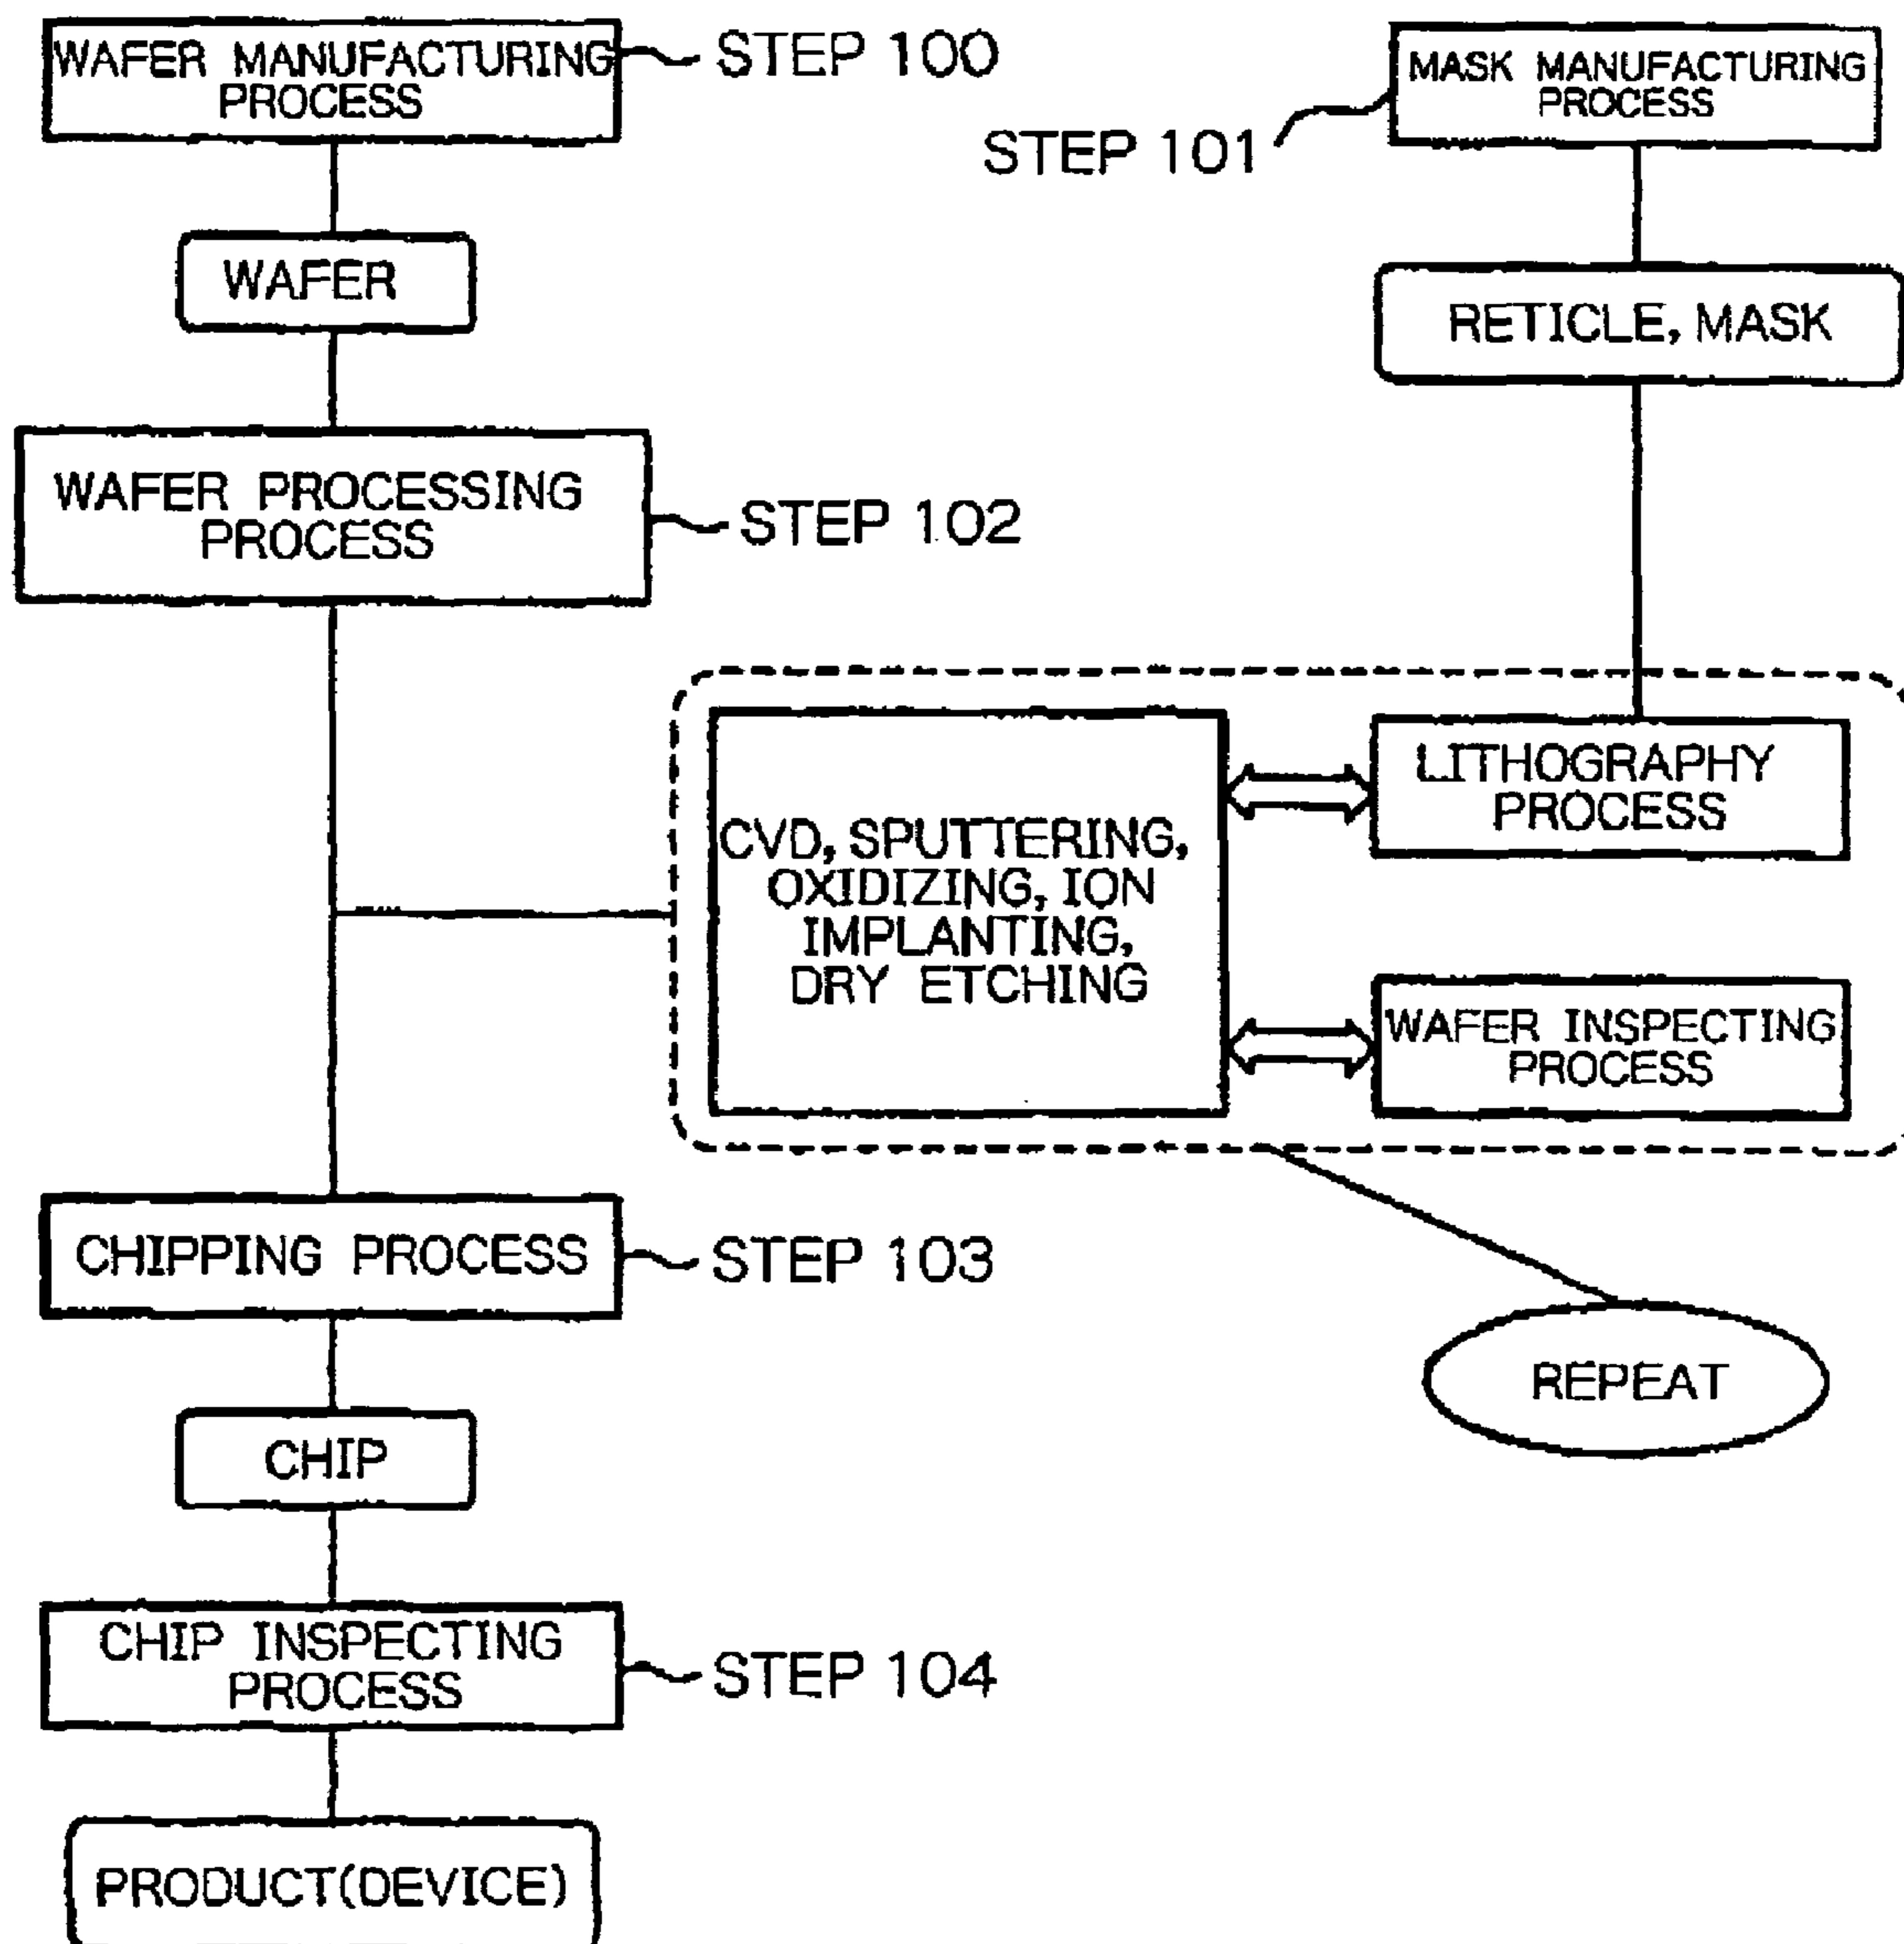 WAFER MANUFACTURING
PROCESS
STEP 100
MASK MANUFACTURING
PROCESS
STEP 101
WAFER
RETICLE, MASK
WAFER PROCESSING
PROCESS
STEP 102
LITHOGRAPHY
PROCESS
CVD, SPUTTERING,
OXIDIZING, ION
IMPLANTING,
DRY ETCHING
WAFER INSPECTING
PROCESS
CHIPPING PROCESS
STEP 103
REPEAT
CHIP
CHIP INSPECTING
PROCESS
STEP 104
PRODUCT(DEVICE)